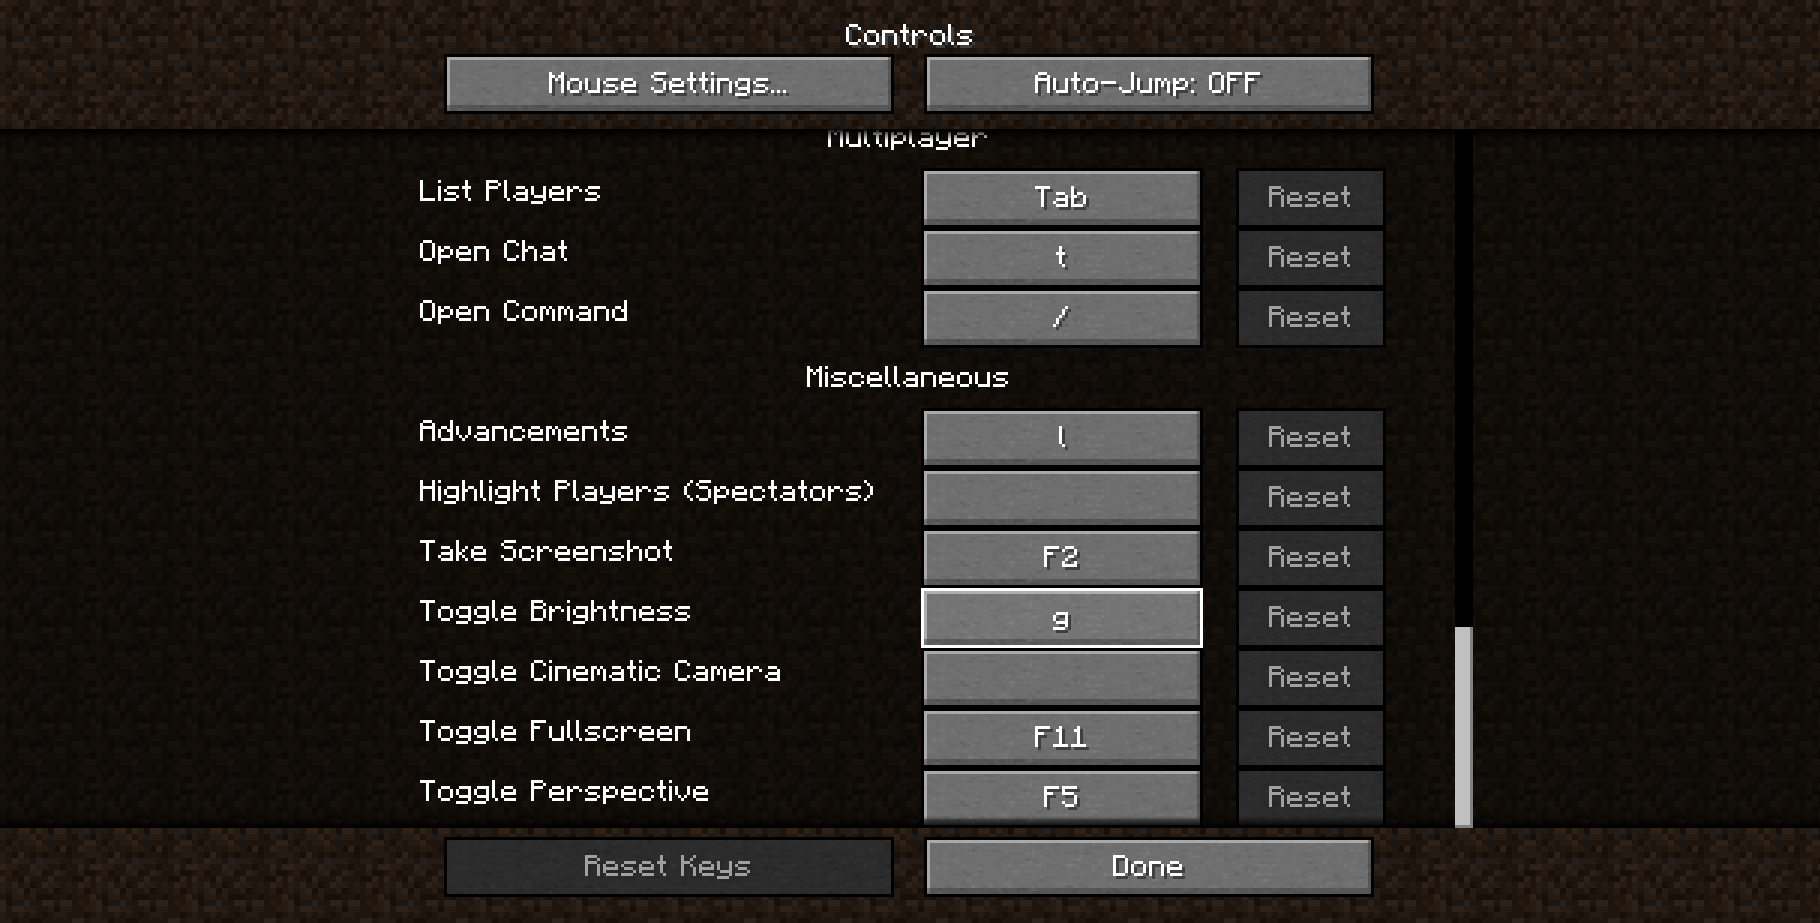 Controls
Mouse Settings... Auto-Jump: OFF
Multiplayer
List Players Tab Reset
Open Chat t Reset
Open Command / Reset
Miscellaneous
Advancements l Reset
Highlight Players (Spectators) Reset
Take Screenshot F2 Reset
Toggle Brightness g Reset
Toggle Cinematic Camera Reset
Toggle Fullscreen F11 Reset
Toggle Perspective F5 Reset
Reset Keys Done